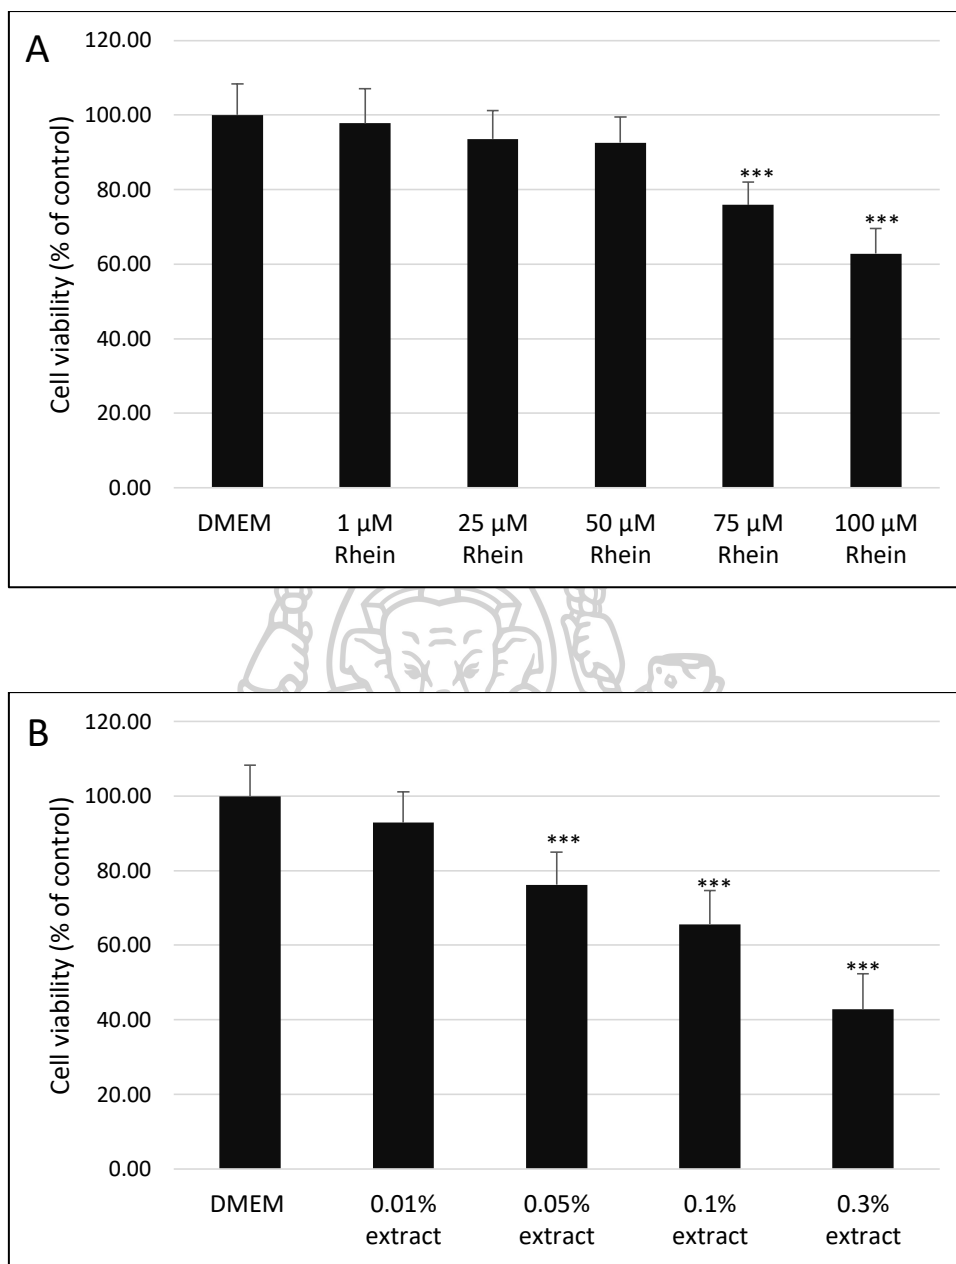 A
Cell viability (% of control)
120.00
100.00
80.00
60.00
40.00
20.00
0.00
***
***
DMEM
1 µM
Rhein
25 µM
Rhein
50 µM
Rhein
75 µM
Rhein
100 µM
Rhein
B
Cell viability (% of control)
120.00
100.00
80.00
60.00
40.00
20.00
0.00
***
***
***
DMEM
0.01%
extract
0.05%
extract
0.1%
extract
0.3%
extract